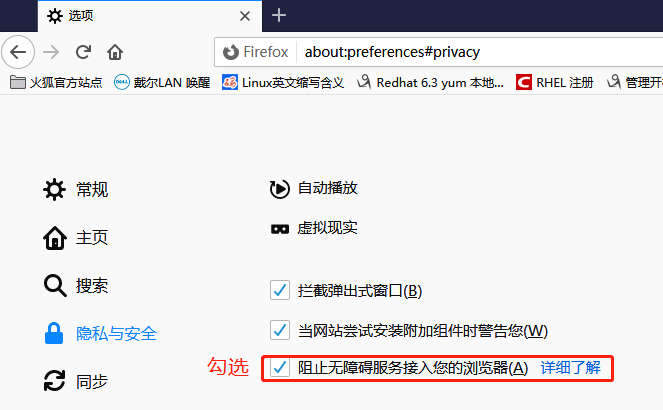 选项
Firefox about:preferences#privacy
火狐官方站点 戴尔LAN 唤醒 Linux英文缩写含义 Redhat 6.3 yum 本地... RHEL 注册 管理开
常规
自动播放
虚拟现实
主页
搜索
拦截弹出式窗口(B)
隐私与安全
当网站尝试安装附加组件时警告您(W)
勾选
阻止无障碍服务接入您的浏览器(A) 详细了解
同步